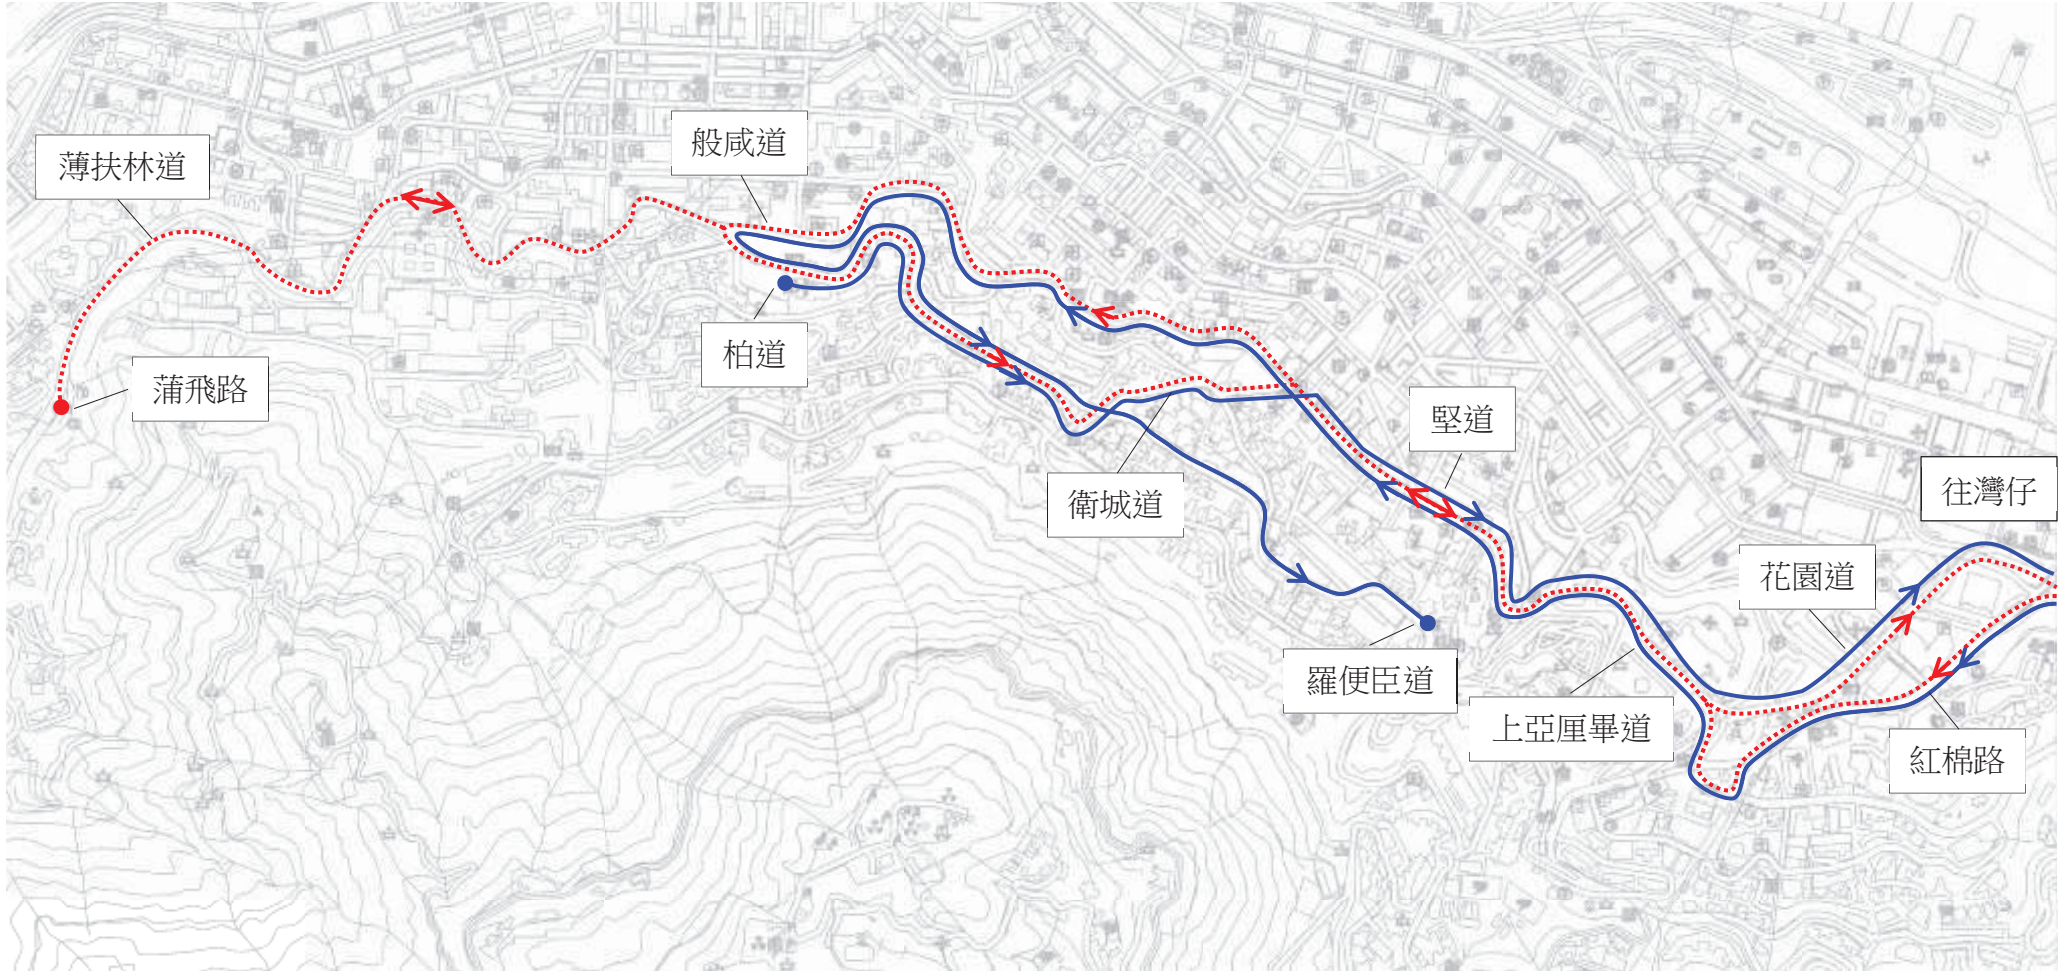 般咸道
薄扶林道
柏道
蒲飛路
堅道
往灣仔
衛城道
花園道
羅便臣道
上亞厘畢道
紅棉路